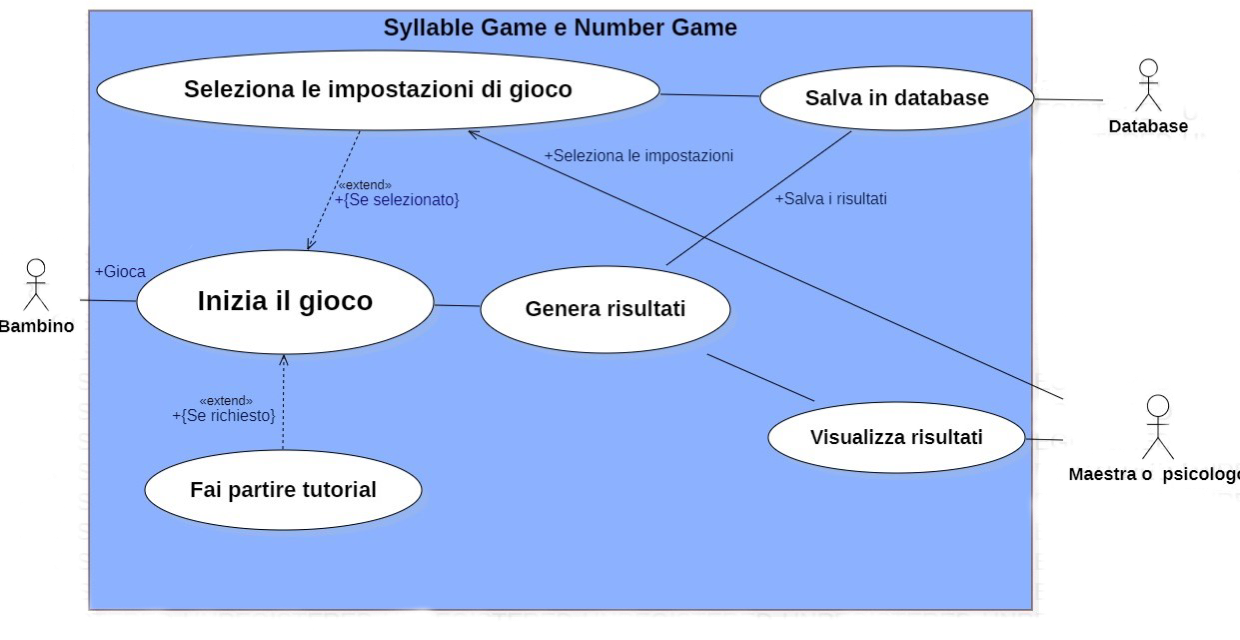 Syllable Game e Number Game
Seleziona le impostazioni di gioco
Salva in database
Database
+Seleziona le impostazioni
«extend»
+{Se selezionato}
+Salva i risultati
+Gioca
Bambino
Inizia il gioco
Genera risultati
«extend»
+{Se richiesto}
Visualizza risultati
Maestra o psicologo
Fai partire tutorial